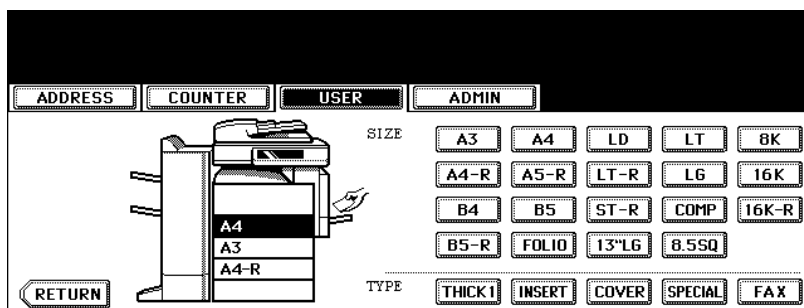 ADDRESS COUNTER USER ADMIN
SIZE A3 A4 LD LT 8K
A4-R A5-R LT-R LG 16K
B4 B5 ST-R COMP 16K-R
B5-R FOLIO 13"LG 8.5SQ
A4
A3
A4-R
RETURN
TYPE THICK1 INSERT COVER SPECIAL FAX